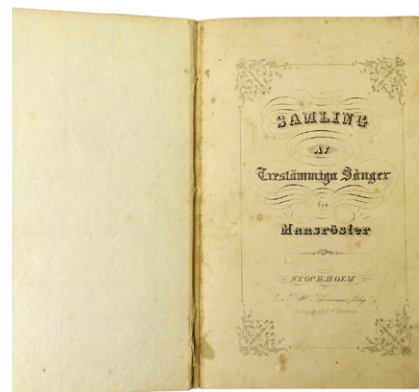 SAMLING
AF
Trestämmiga Sånger
för
Mansröster
STOCKHOLM